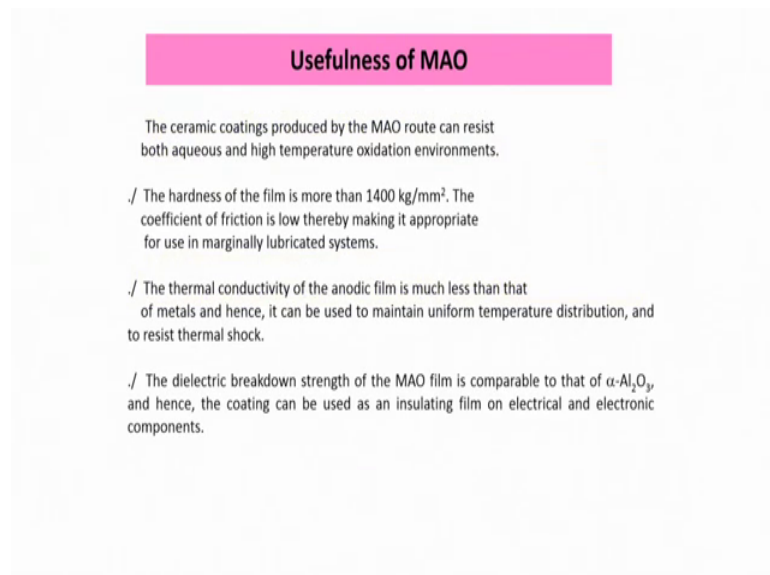 Usefulness of MAO
The ceramic coatings produced by the MAO route can resist
both aqueous and high temperature oxidation environments.
./ The hardness of the film is more than 1400 kg/mm². The
coefficient of friction is low thereby making it appropriate
for use in marginally lubricated systems.
./ The thermal conductivity of the anodic film is much less than that
of metals and hence, it can be used to maintain uniform temperature distribution, and
to resist thermal shock.
./ The dielectric breakdown strength of the MAO film is comparable to that of α-Al₂O₃,
and hence, the coating can be used as an insulating film on electrical and electronic
components.